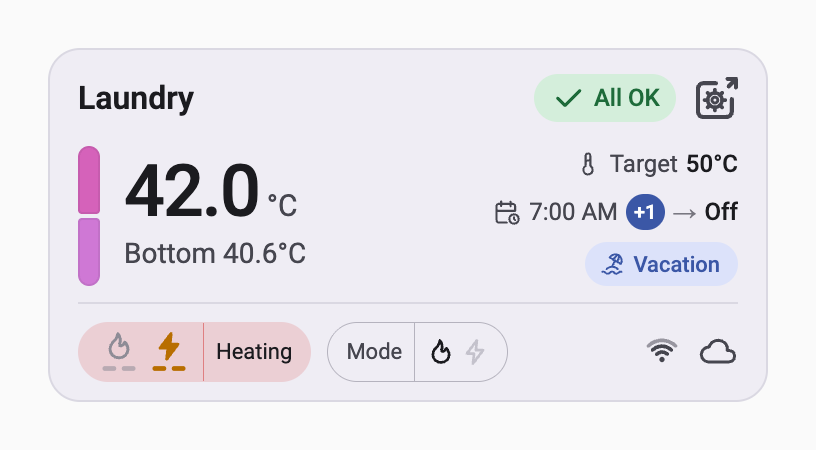 Laundry
All OK
42.0 °C
Bottom 40.6°C
Target 50°C
7:00 AM +1 → Off
Vacation
Heating
Mode